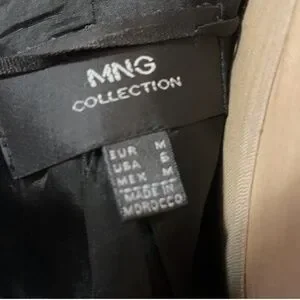 MNG
COLLECTION
EUR M
USA 6
MEX M
MADE IN
MOROCCO